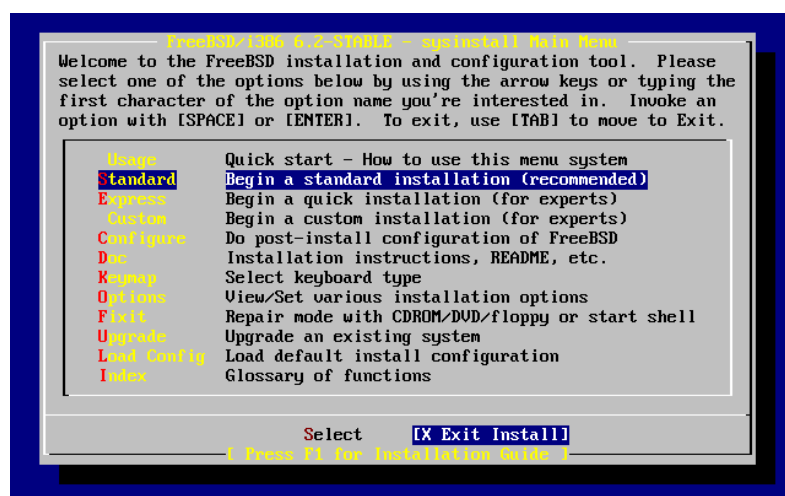 FreeBSD/i386 6.2-STABLE - sysinstall Main Menu
Welcome to the FreeBSD installation and configuration tool.  Please
select one of the options below by using the arrow keys or typing the
first character of the option name you're interested in.  Invoke an
option with [SPACE] or [ENTER].  To exit, use [TAB] to move to Exit.
Usage Quick start - How to use this menu system
Standard Begin a standard installation (recommended)
Express Begin a quick installation (for experts)
Custom Begin a custom installation (for experts)
Configure Do post-install configuration of FreeBSD
Doc Installation instructions, README, etc.
Keymap Select keyboard type
Options View/Set various installation options
Fixit Repair mode with CDROM/DVD/floppy or start shell
Upgrade Upgrade an existing system
Load Config Load default install configuration
Index Glossary of functions
Select [X Exit Install]
[ Press F1 for Installation Guide ]